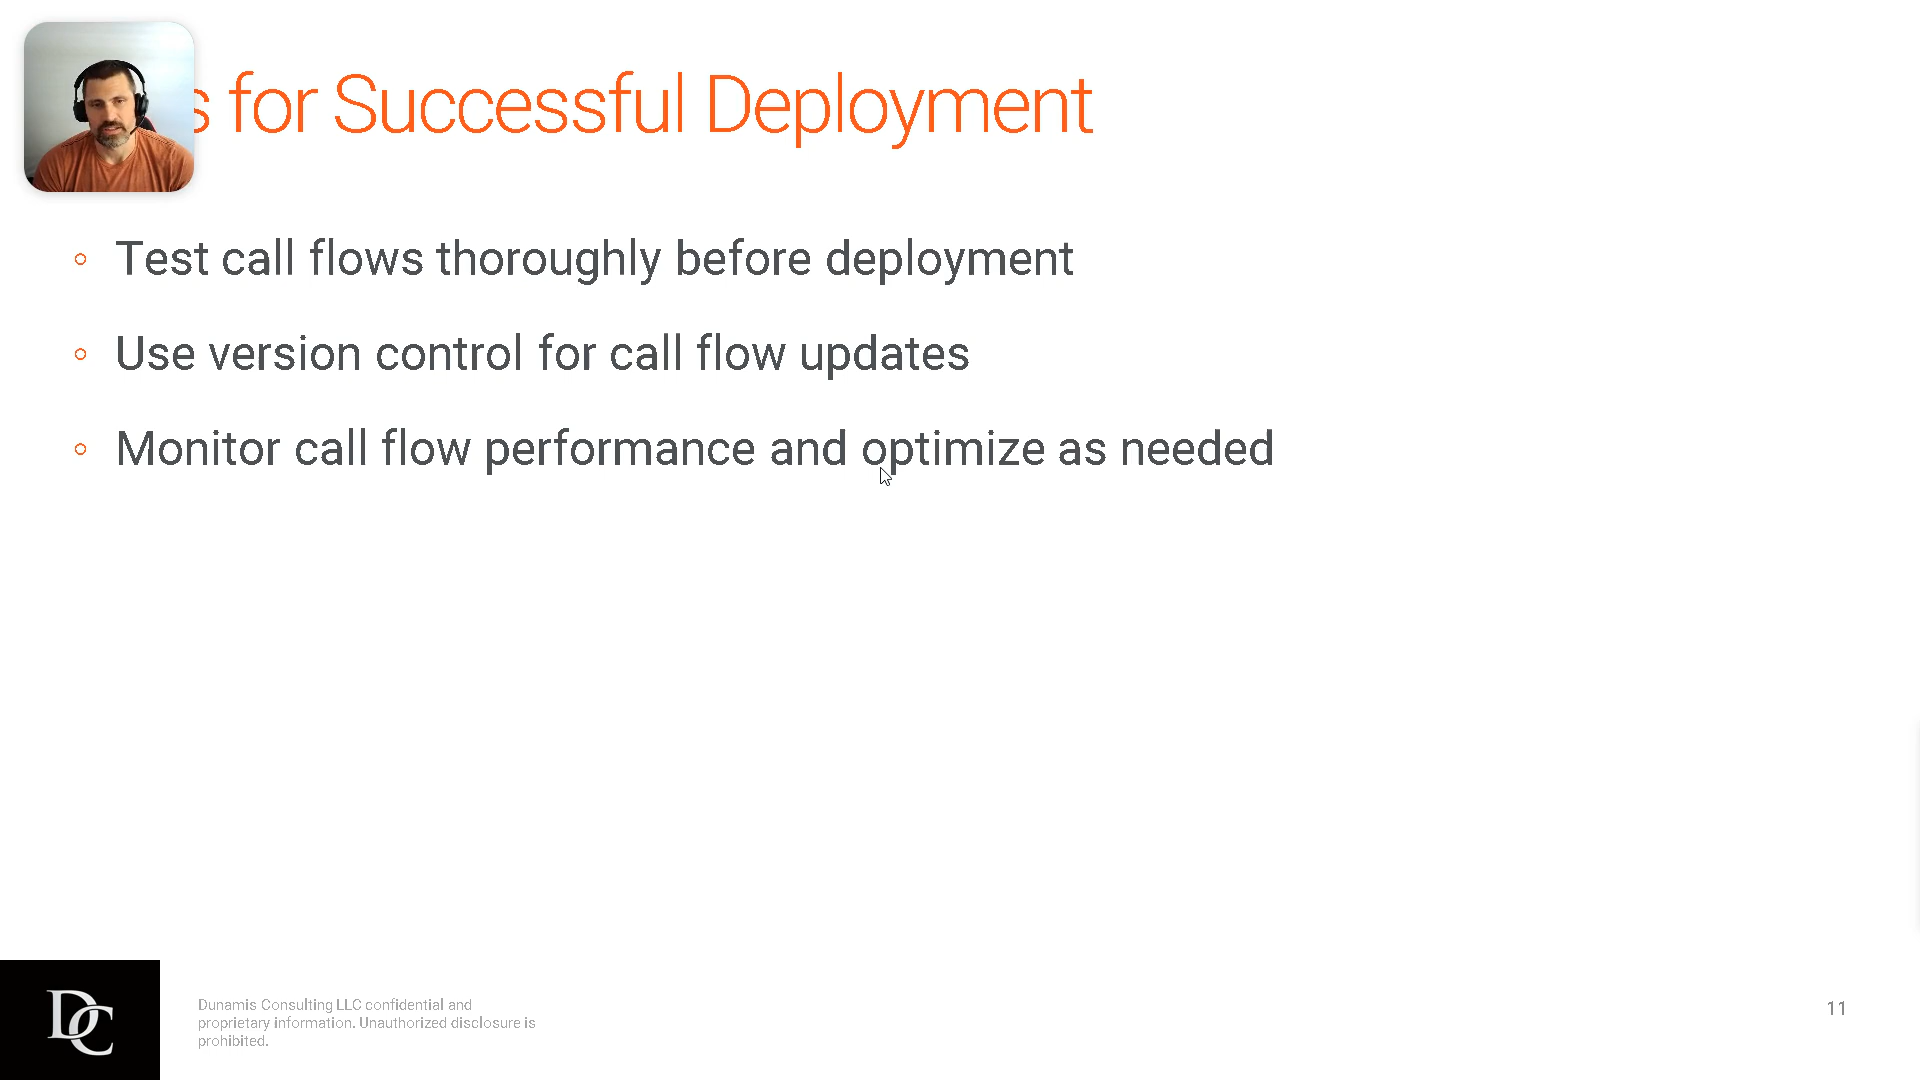 for Successful Deployment
Test call flows thoroughly before deployment
Use version control for call flow updates
Monitor call flow performance and optimize as needed
DC
Dunamis Consulting LLC confidential and
proprietary information. Unauthorized disclosure is
prohibited.
11